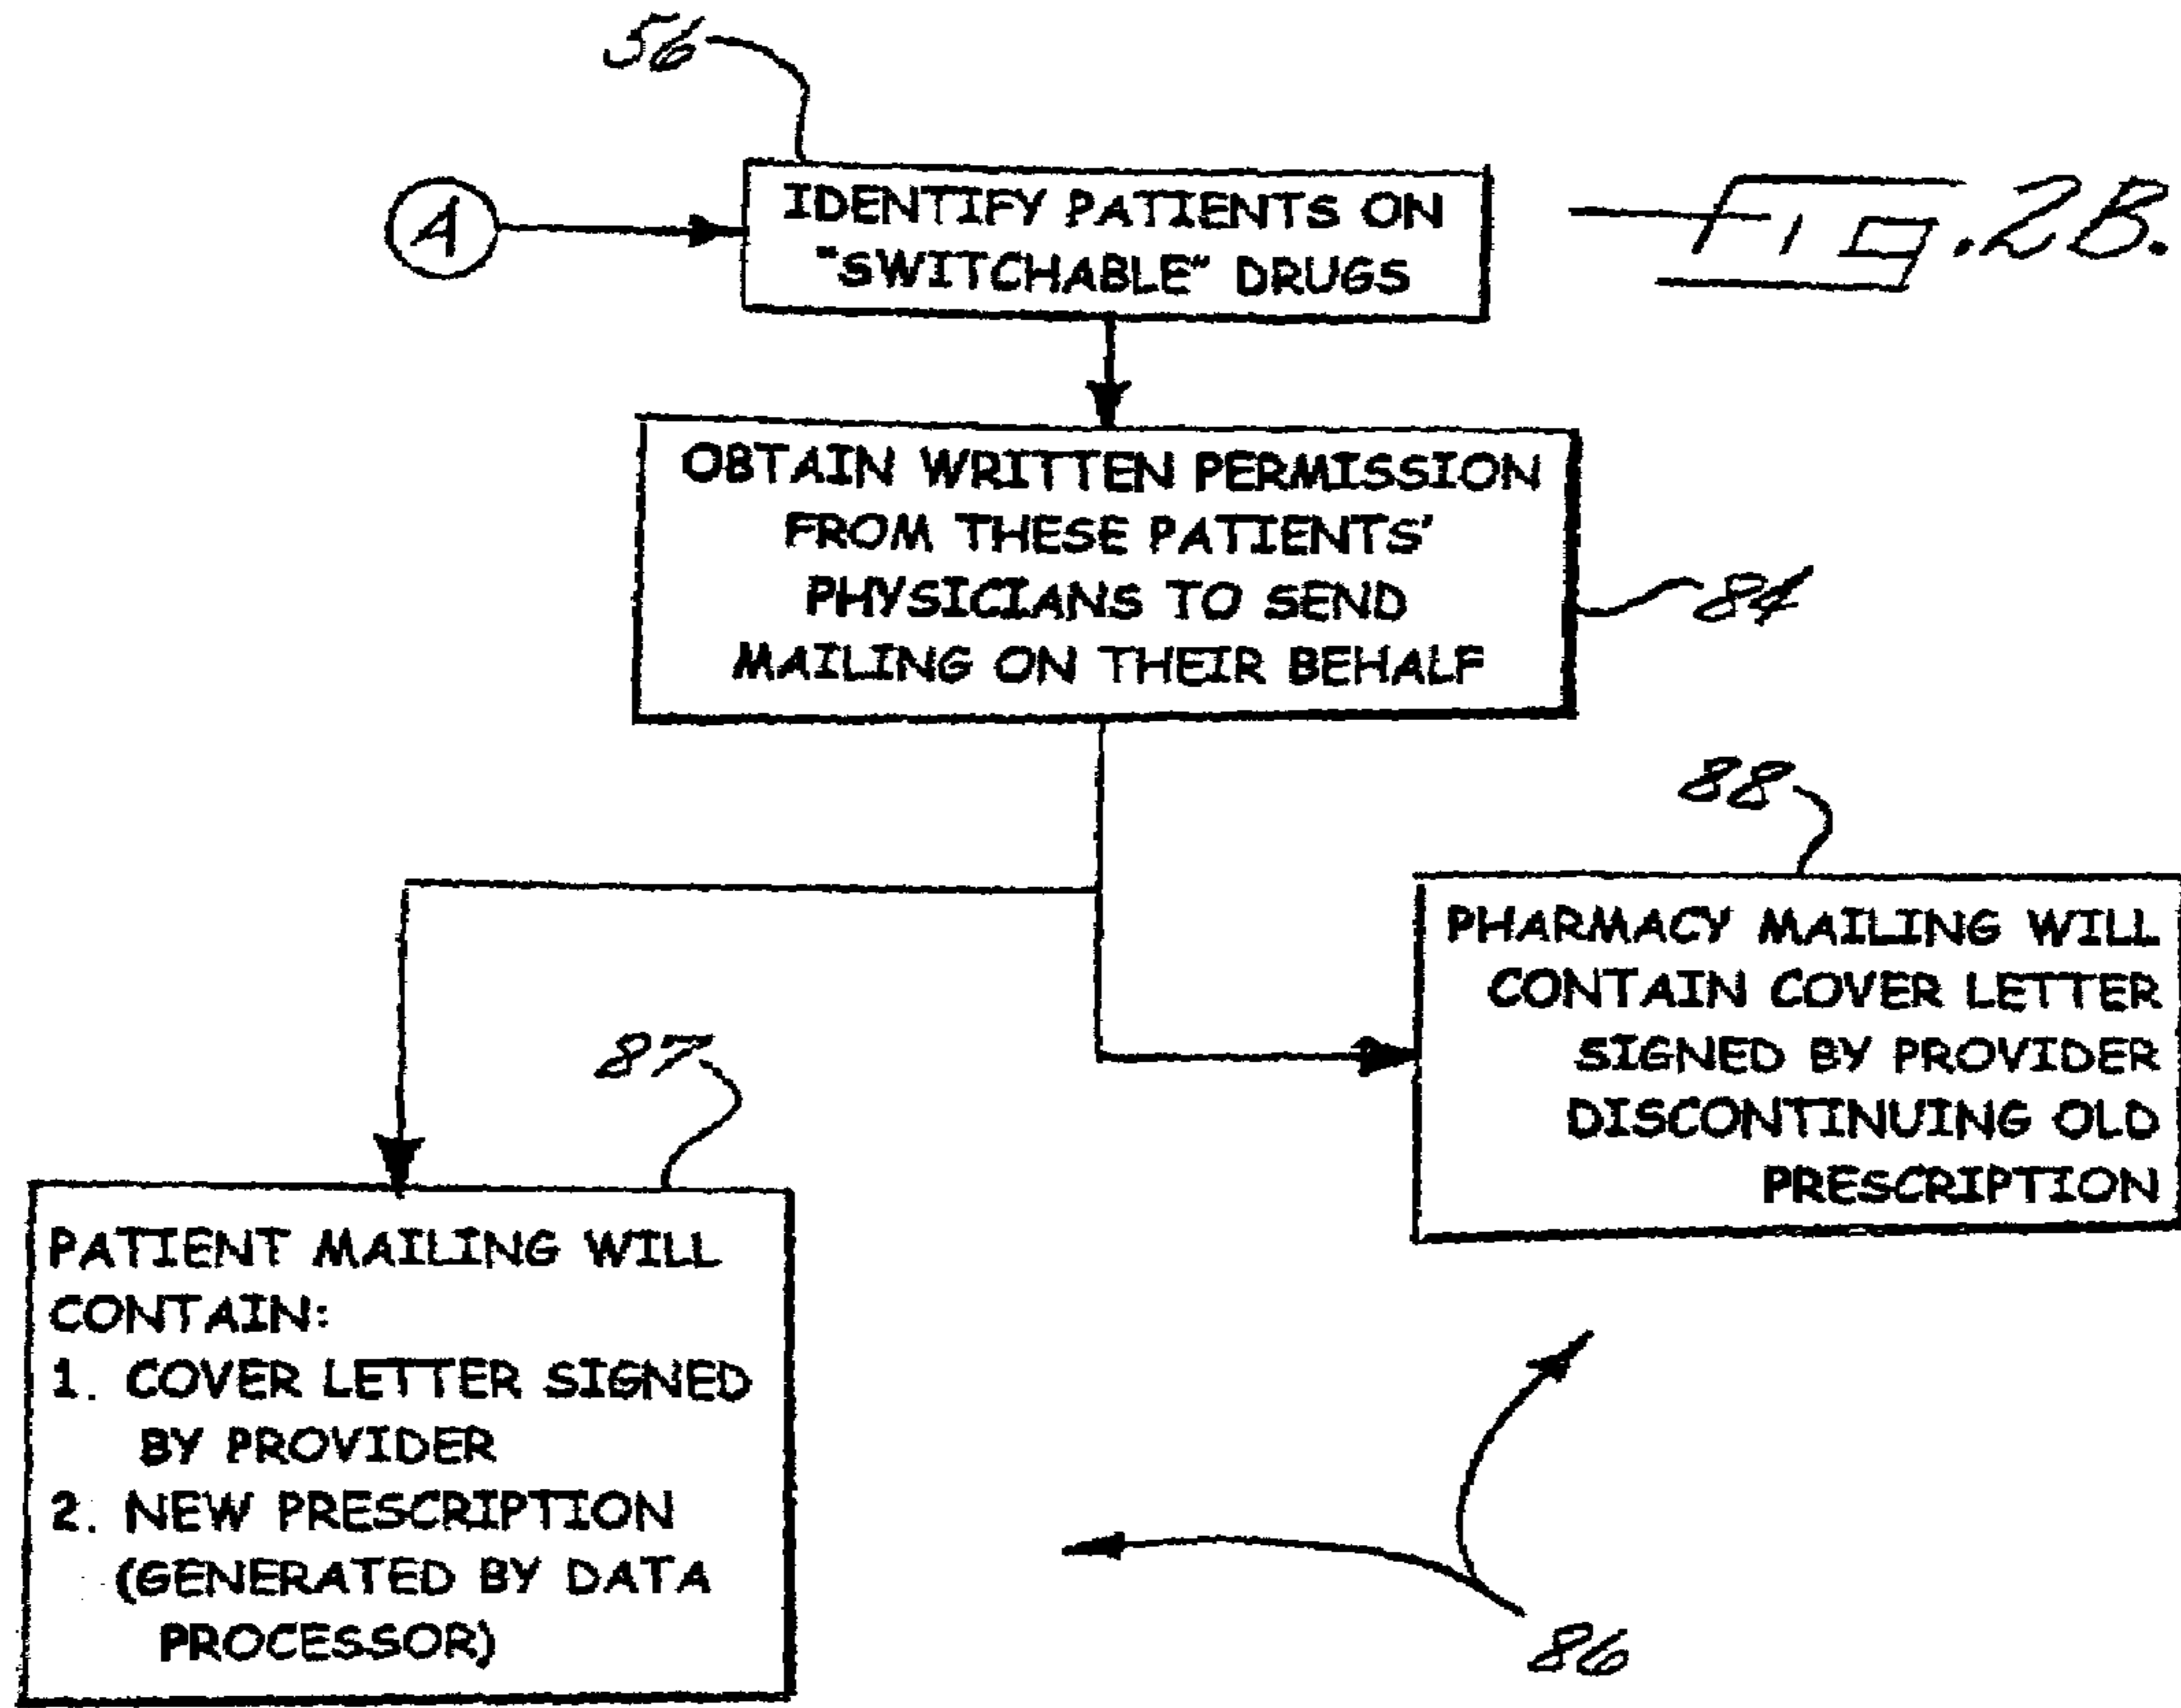 56
A
IDENTIFY PATIENTS ON
"SWITCHABLE" DRUGS
Fig. 2B.
OBTAIN WRITTEN PERMISSION
FROM THESE PATIENTS'
PHYSICIANS TO SEND
MAILING ON THEIR BEHALF
84
88
PHARMACY MAILING WILL
CONTAIN COVER LETTER
SIGNED BY PROVIDER
DISCONTINUING OLD
PRESCRIPTION
87
PATIENT MAILING WILL
CONTAIN:
1. COVER LETTER SIGNED
BY PROVIDER
2. NEW PRESCRIPTION
(GENERATED BY DATA
PROCESSOR)
86